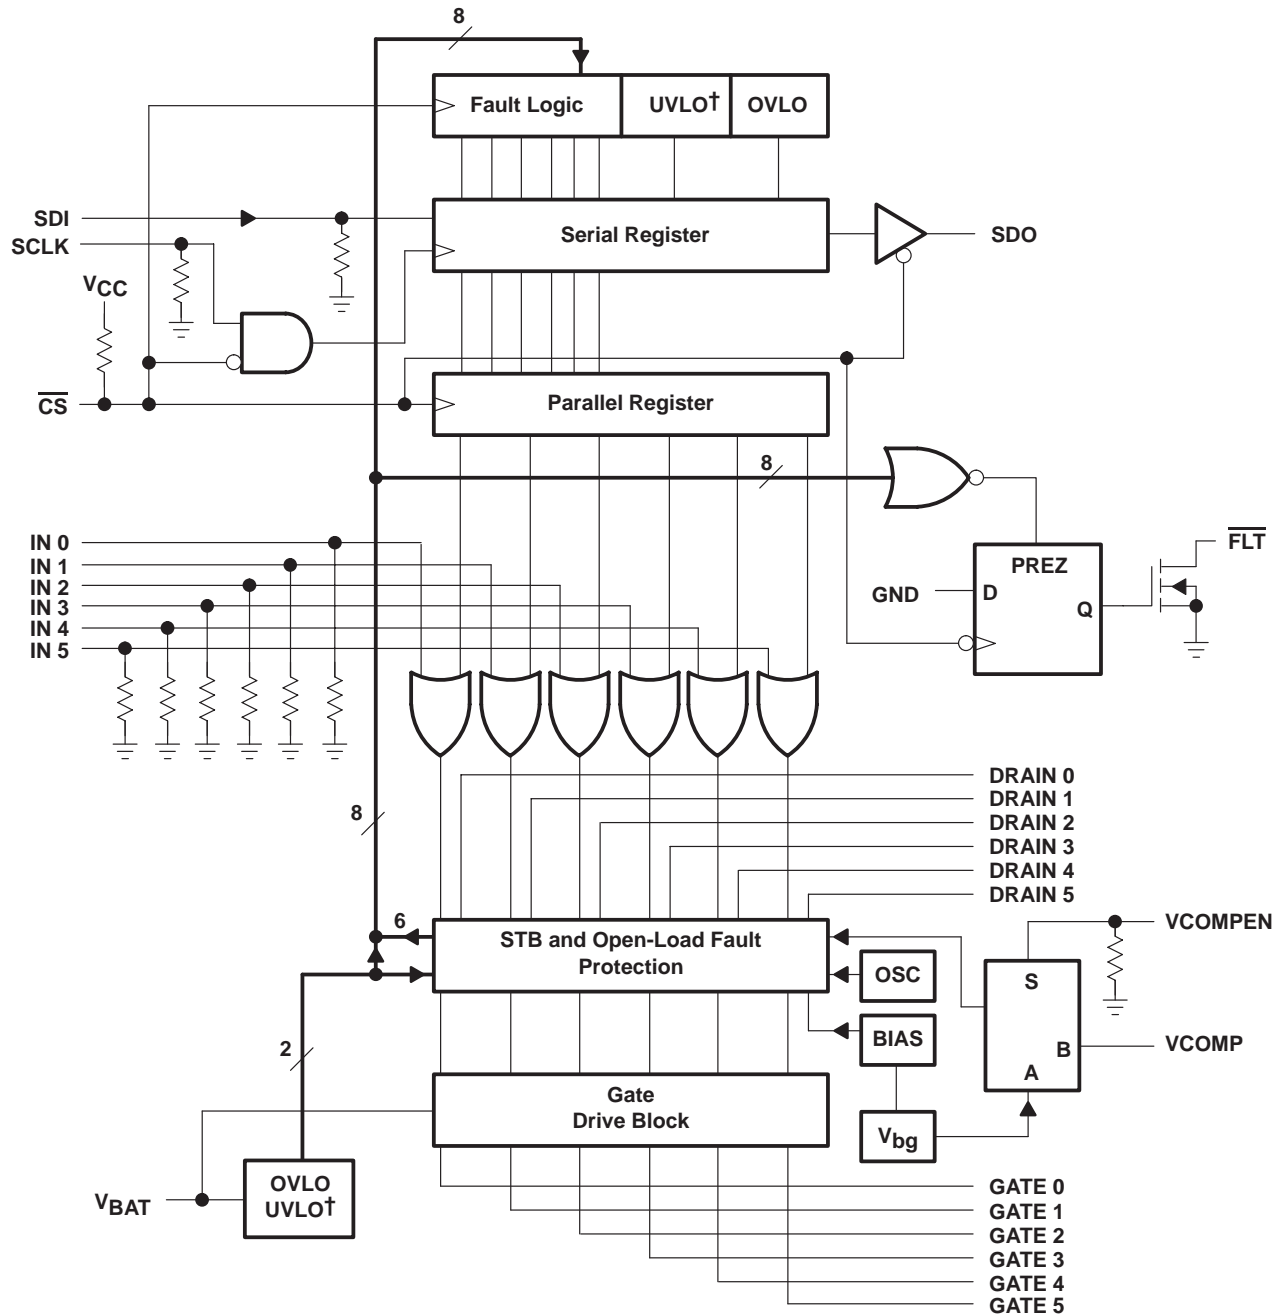 8
Fault Logic
UVLO†
OVLO
SDI
SCLK
Serial Register
SDO
VCC
CS
Parallel Register
8
IN 0
IN 1
IN 2
IN 3
IN 4
IN 5
FLT
PREZ
GND
D
Q
DRAIN 0
DRAIN 1
DRAIN 2
DRAIN 3
DRAIN 4
DRAIN 5
8
6
STB and Open-Load Fault
Protection
VCOMPEN
OSC
S
2
BIAS
B
VCOMP
A
Gate
Drive Block
Vbg
VBAT
OVLO
UVLO†
GATE 0
GATE 1
GATE 2
GATE 3
GATE 4
GATE 5